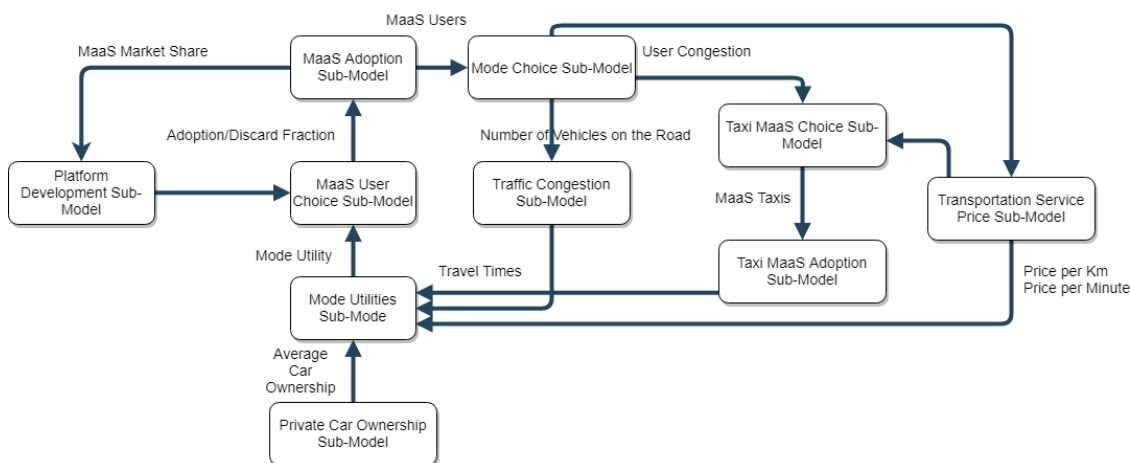 MaaS Users
MaaS Market Share
MaaS Adoption
Sub-Model
Mode Choice Sub-Model
User Congestion
Adoption/Discard Fraction
Number of Vehicles on the Road
Taxi MaaS Choice Sub-
Model
Platform
Development Sub-
Model
MaaS User
Choice Sub-Model
Traffic Congestion
Sub-Model
MaaS Taxis
Transportation Service
Price Sub-Model
Mode Utility
Travel Times
Taxi MaaS Adoption
Sub-Model
Price per Km
Price per Minute
Mode Utilities
Sub-Mode
Average
Car
Ownership
Private Car Ownership
Sub-Model